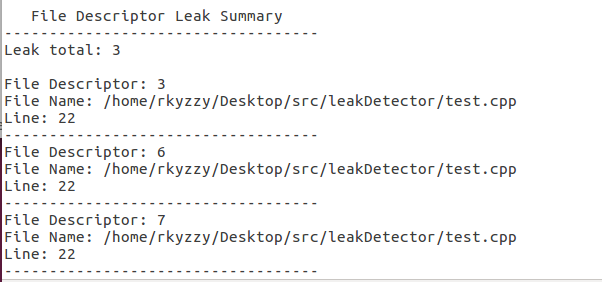 File Descriptor Leak Summary
-----------------------------------
Leak total: 3
File Descriptor: 3
File Name: /home/rkyzzy/Desktop/src/leakDetector/test.cpp
Line: 22
-----------------------------------
File Descriptor: 6
File Name: /home/rkyzzy/Desktop/src/leakDetector/test.cpp
Line: 22
-----------------------------------
File Descriptor: 7
File Name: /home/rkyzzy/Desktop/src/leakDetector/test.cpp
Line: 22
-----------------------------------